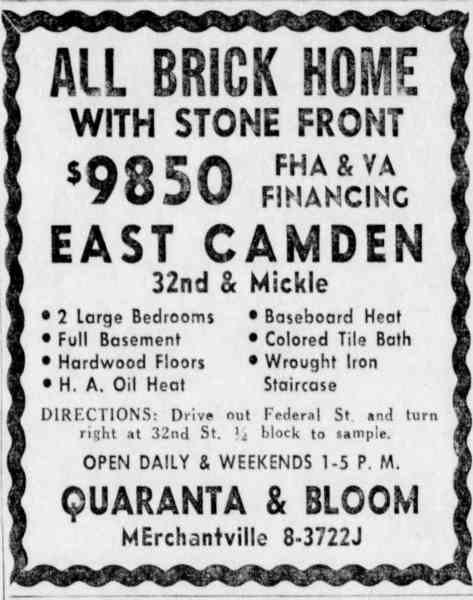 ALL BRICK HOME
WITH STONE FRONT
$9850 FHA & VA FINANCING
EAST CAMDEN
32nd & Mickle
• 2 Large Bedrooms
• Full Basement
• Hardwood Floors
• H. A. Oil Heat
• Baseboard Heat
• Colored Tile Bath
• Wrought Iron
Staircase
DIRECTIONS: Drive out Federal St. and turn
right at 32nd St. ½ block to sample.
OPEN DAILY & WEEKENDS 1-5 P. M.
QUARANTA & BLOOM
MErchantville 8-3722J